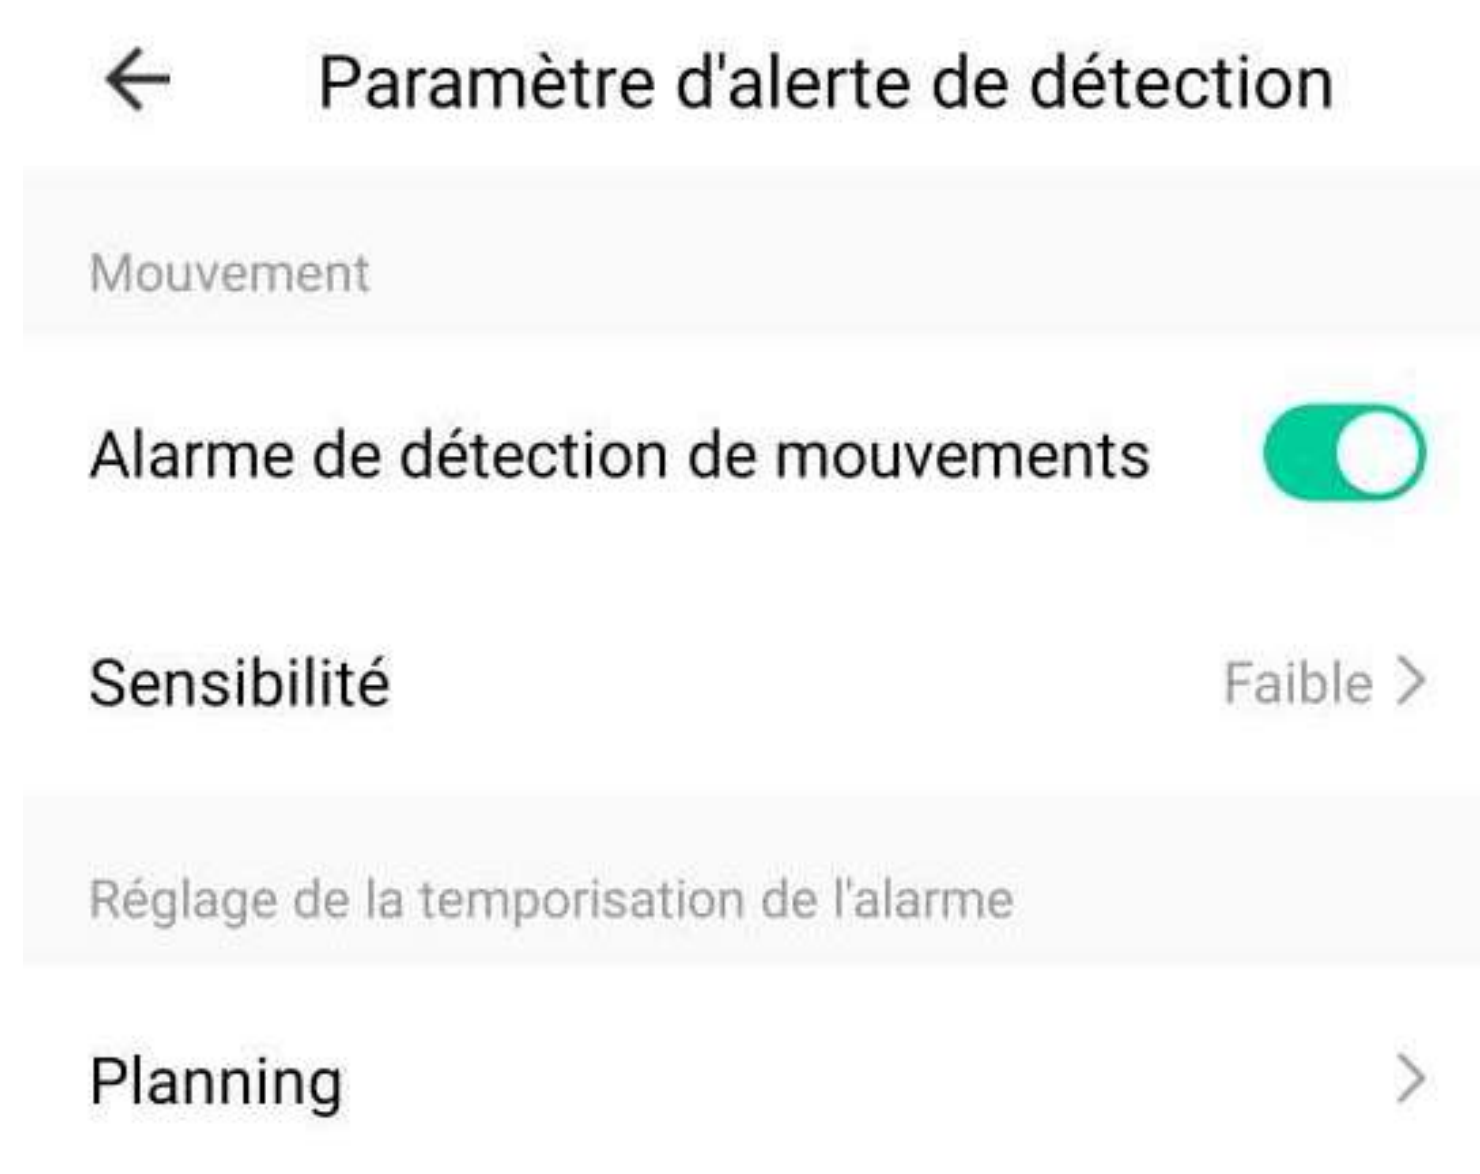 Paramètre d'alerte de détection
Mouvement
Alarme de détection de mouvements
Sensibilité
Faible
Réglage de la temporisation de l'alarme
Planning